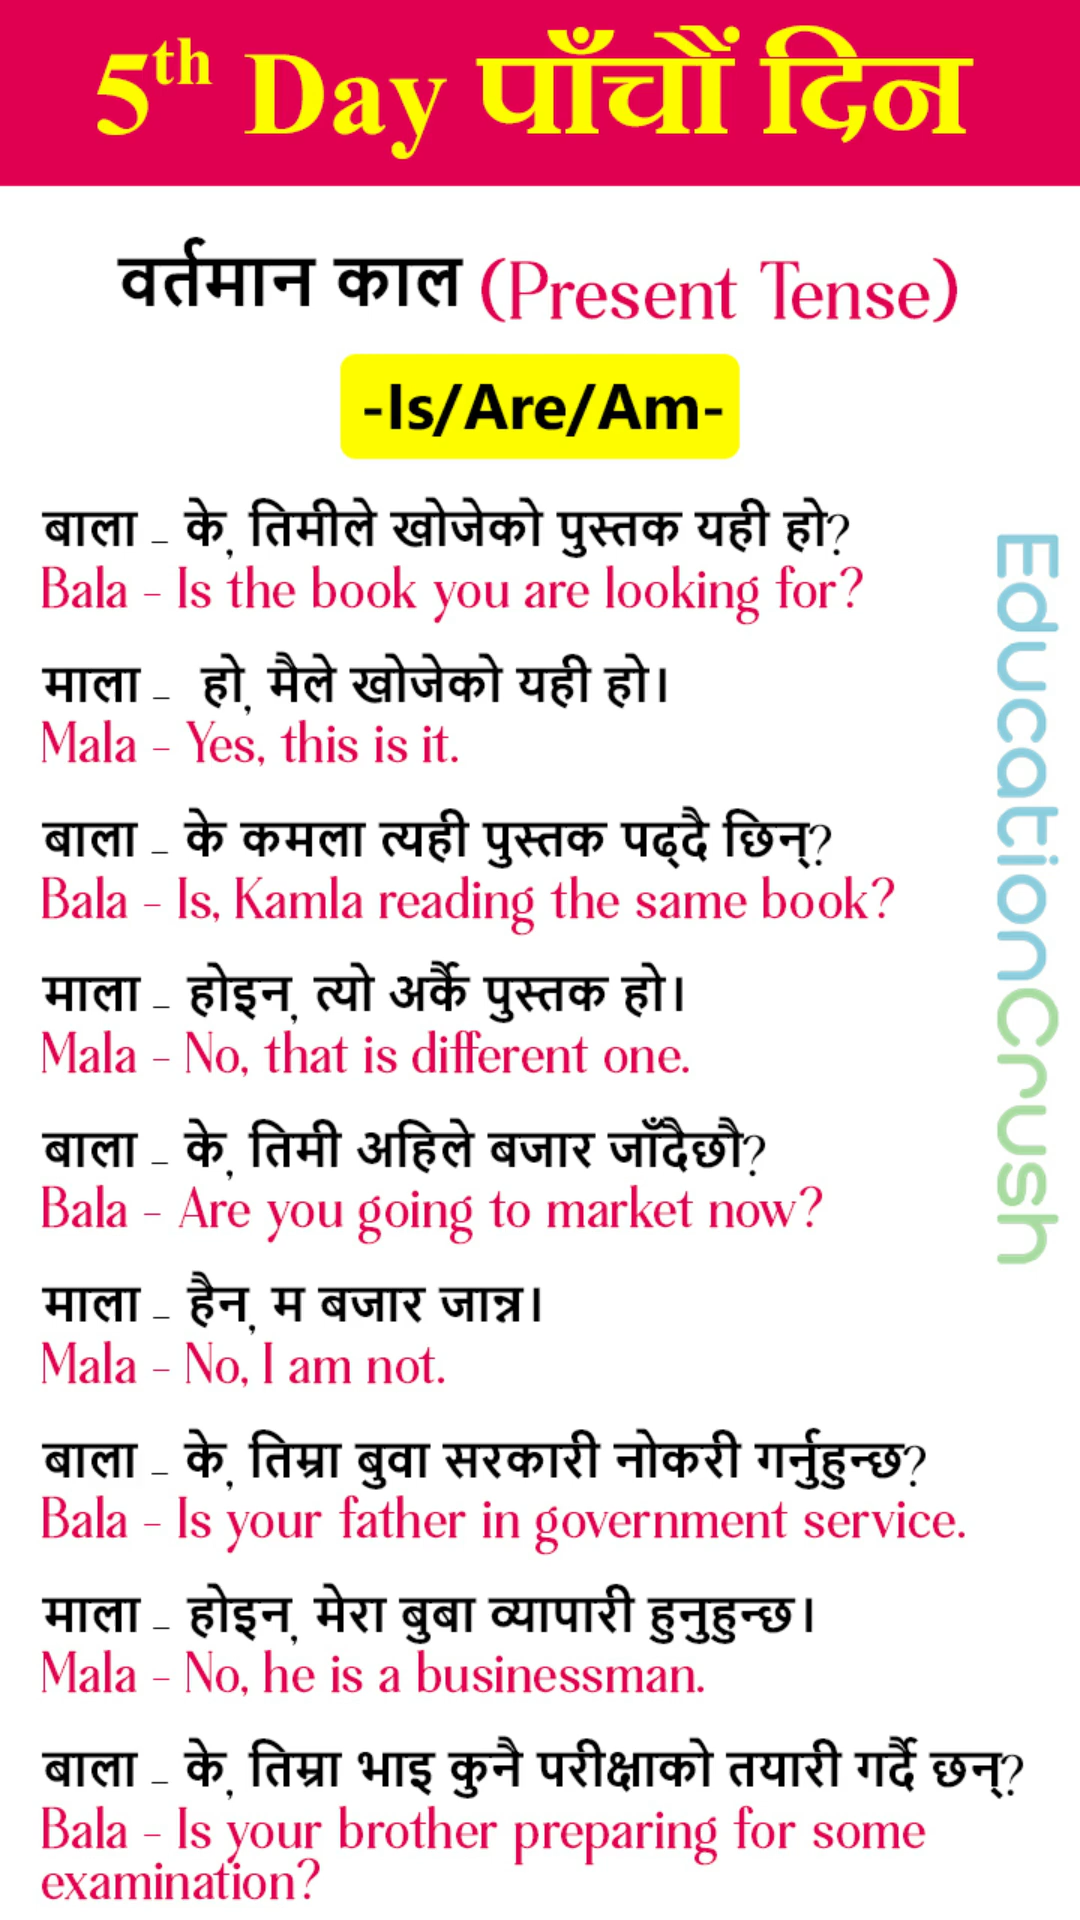 5th Day पाँचौं दिन
वर्तमान काल (Present Tense)
-Is/Are/Am-
बाला - के, तिमीले खोजेको पुस्तक यही हो?
Bala - Is the book you are looking for?
माला - हो, मैले खोजेको यही हो।
Mala - Yes, this is it.
बाला - के कमला त्यही पुस्तक पढ्दै छिन्?
Bala - Is, Kamla reading the same book?
माला - होइन, त्यो अर्कै पुस्तक हो।
Mala - No, that is different one.
बाला - के, तिमी अहिले बजार जाँदैछौ?
Bala - Are you going to market now?
माला - हैन, म बजार जान्न।
Mala - No, I am not.
बाला - के, तिम्रा बुवा सरकारी नोकरी गर्नुहुन्छ?
Bala - Is your father in government service.
माला - होइन, मेरा बुबा व्यापारी हुनुहुन्छ।
Mala - No, he is a businessman.
बाला - के, तिम्रा भाइ कुनै परीक्षाको तयारी गर्दै छन्?
Bala - Is your brother preparing for some
examination?
EducationCrush